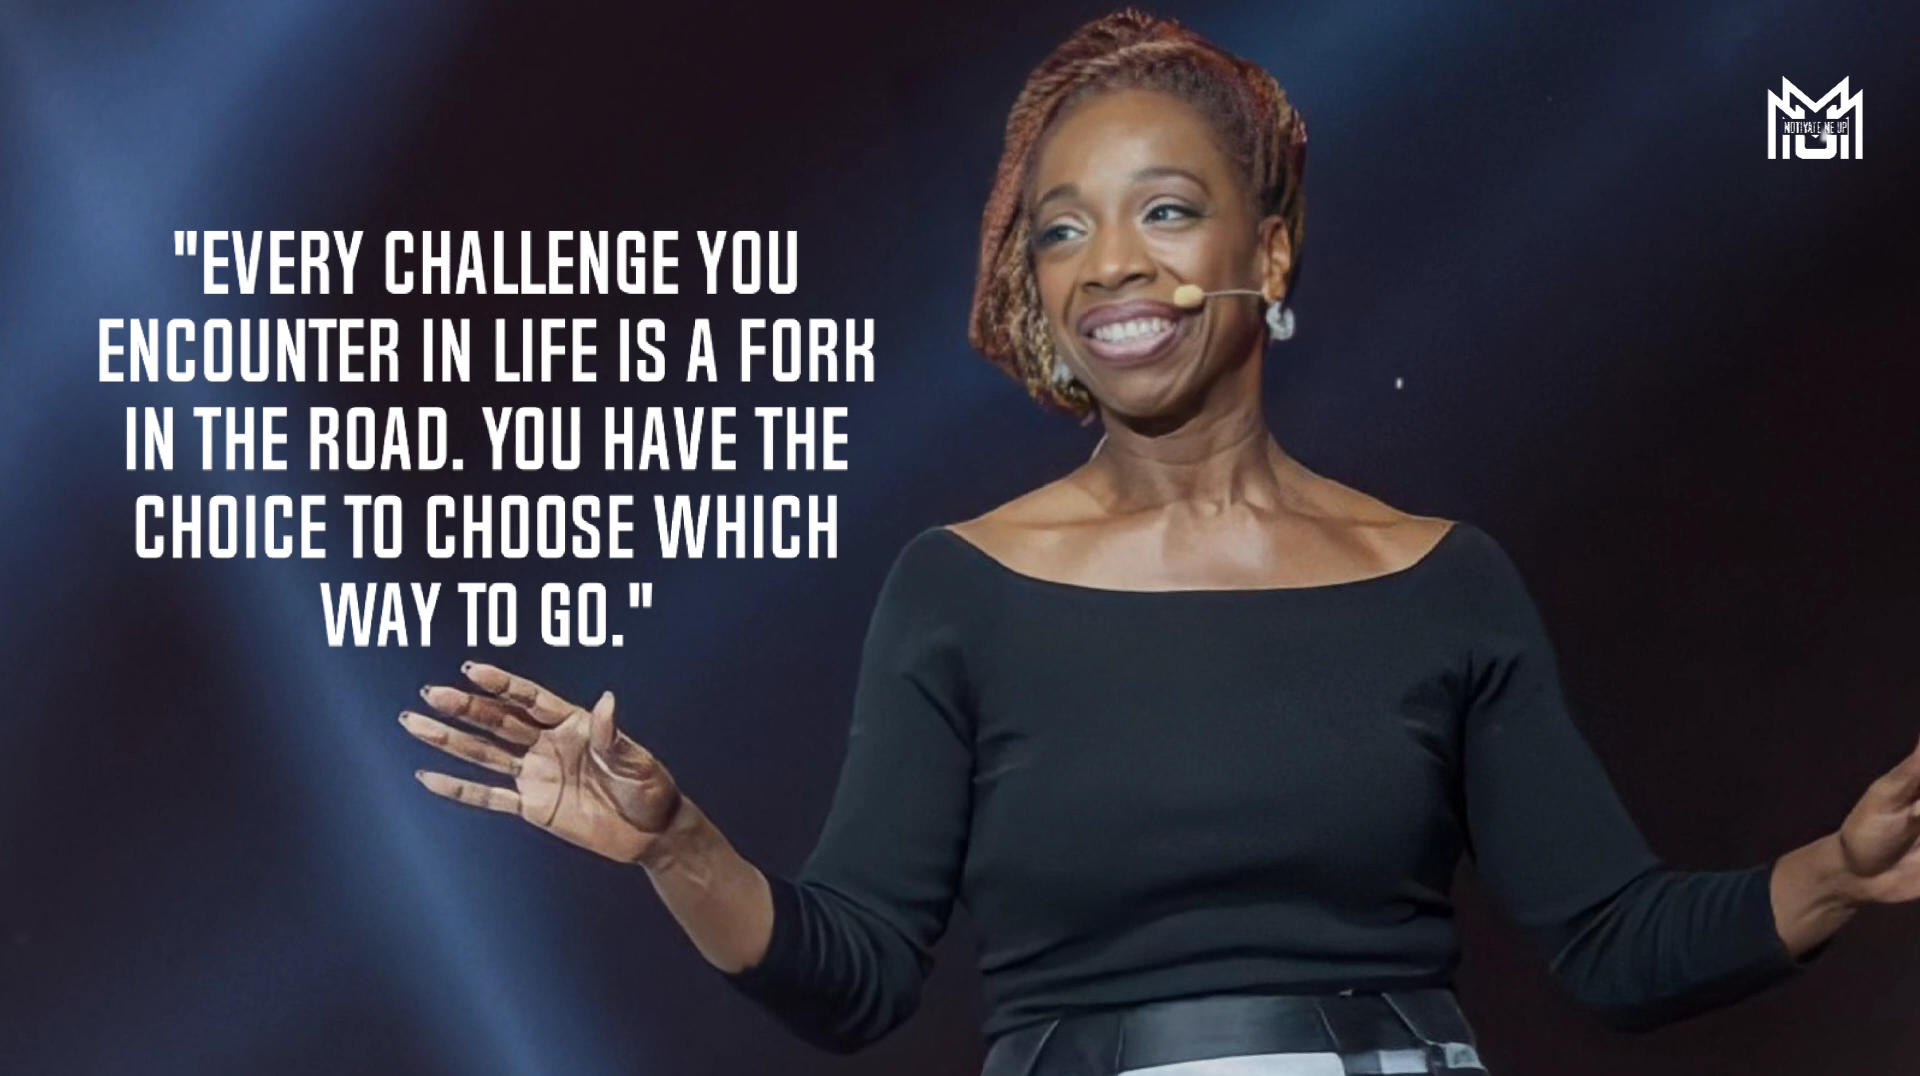 "EVERY CHALLENGE YOU
ENCOUNTER IN LIFE IS A FORK
IN THE ROAD. YOU HAVE THE
CHOICE TO CHOOSE WHICH
WAY TO GO."
MOTIVATE ME UP